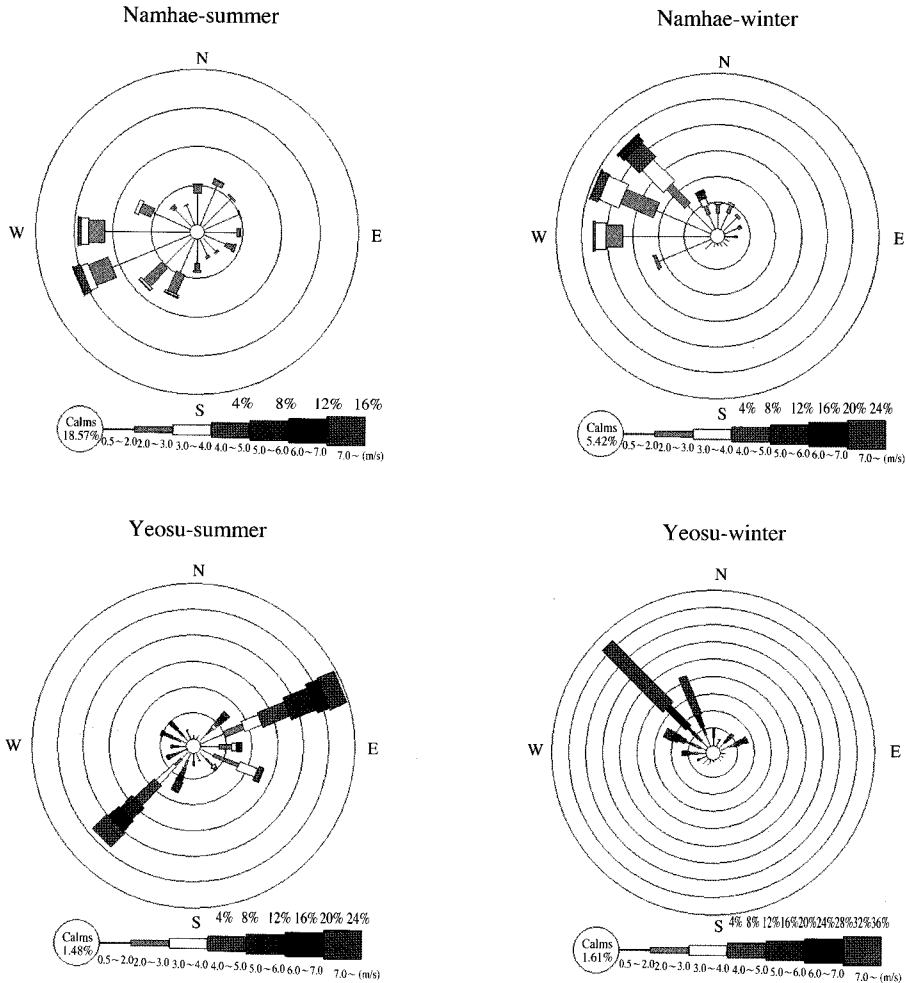 Namhae-summer
N
W
E
S
4% 8% 12% 16%
Calms
18.57%
0.5~2.0 2.0~3.0 3.0~4.0 4.0~5.0 5.0~6.0 6.0~7.0 7.0~ (m/s)
Namhae-winter
N
W
E
S
4% 8% 12% 16% 20% 24%
Calms
5.42%
0.5~2.0 2.0~3.0 3.0~4.0 4.0~5.0 5.0~6.0 6.0~7.0 7.0~ (m/s)
Yeosu-summer
N
W
E
S
4% 8% 12% 16% 20% 24%
Calms
1.48%
0.5~2.0 2.0~3.0 3.0~4.0 4.0~5.0 5.0~6.0 6.0~7.0 7.0~ (m/s)
Yeosu-winter
N
W
E
S
4% 8% 12% 16% 20% 24% 28% 32% 36%
Calms
1.61%
0.5~2.0 2.0~3.0 3.0~4.0 4.0~5.0 5.0~6.0 6.0~7.0 7.0~ (m/s)